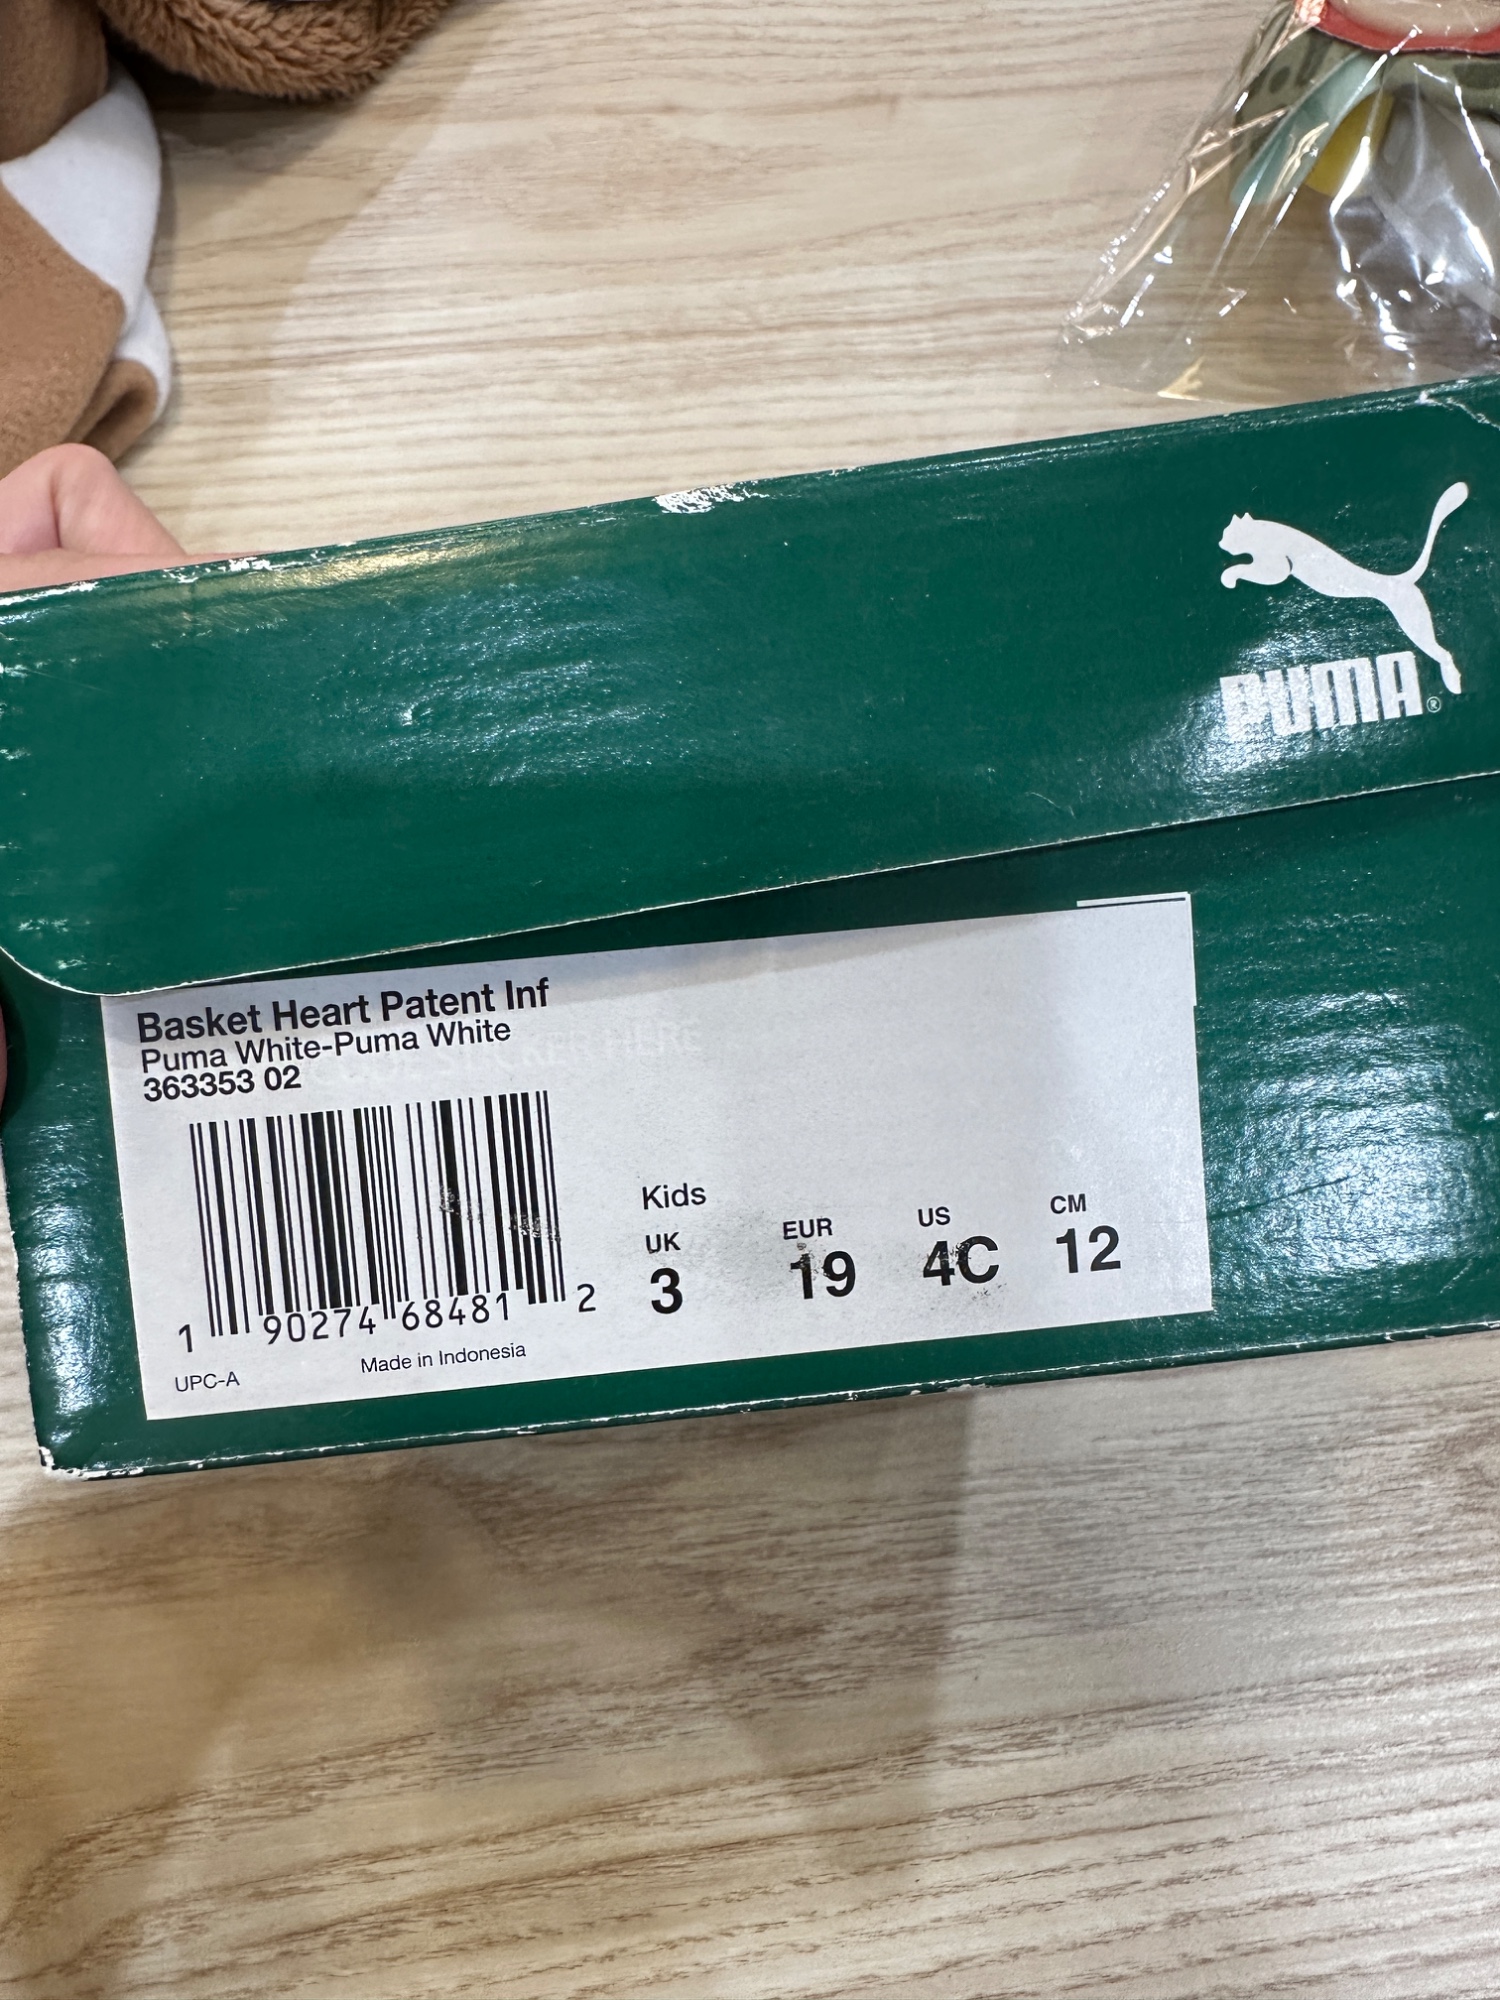 PUMA®
Basket Heart Patent Inf
Puma White-Puma White
363353 02
Kids
UK EUR US CM
3 19 4C 12
1 90274 68481 2
UPC-A Made in Indonesia